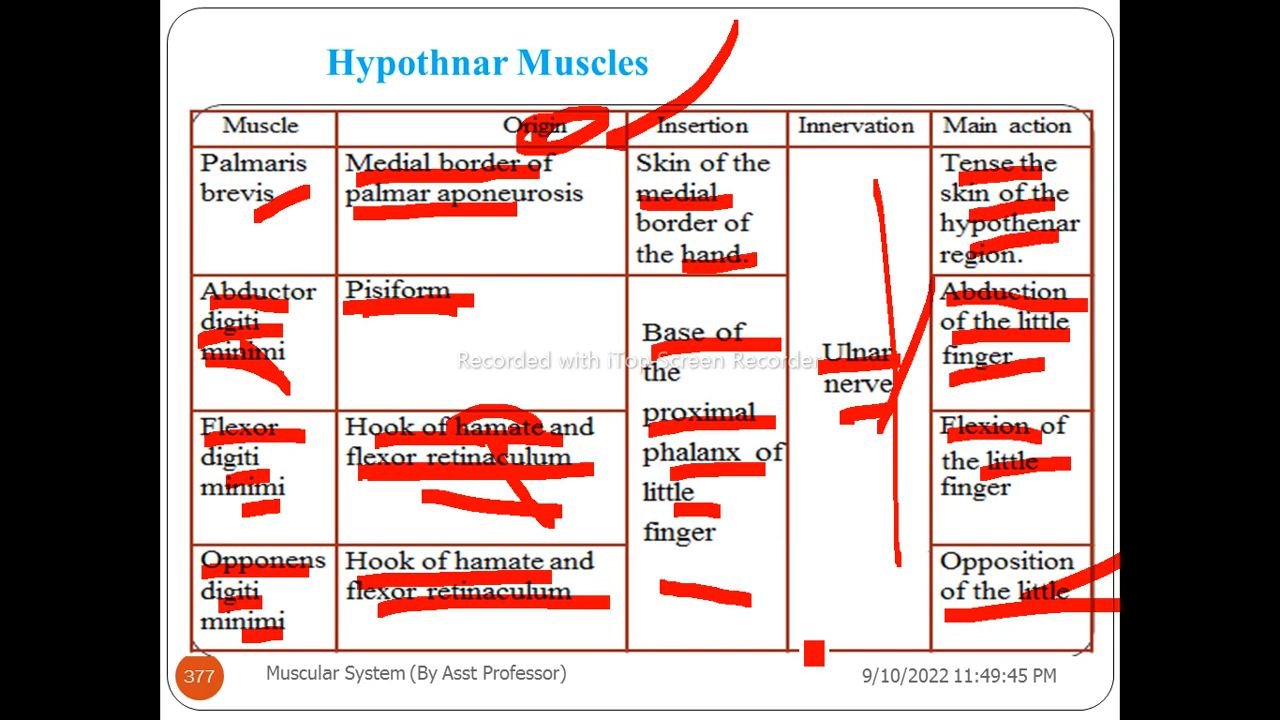 Hypothnar Muscles
Muscle
Origin
Insertion
Innervation
Main action
Palmaris
brevis
Medial border of
palmar aponeurosis
Skin of the
medial
border of
the hand.
Tense the
skin of the
hypothenar
region.
Abductor
digiti
minimi
Pisiform
Base of
the
proximal
phalanx of
little
finger
Ulnar
nerve
Abduction
of the little
finger
Flexor
digiti
minimi
Hook of hamate and
flexor retinaculum
Flexion of
the little
finger
Opponens
digiti
minimi
Hook of hamate and
flexor retinaculum
Opposition
of the little
Recorded with iTop Screen Recorder
377
Muscular System (By Asst Professor)
9/10/2022 11:49:45 PM